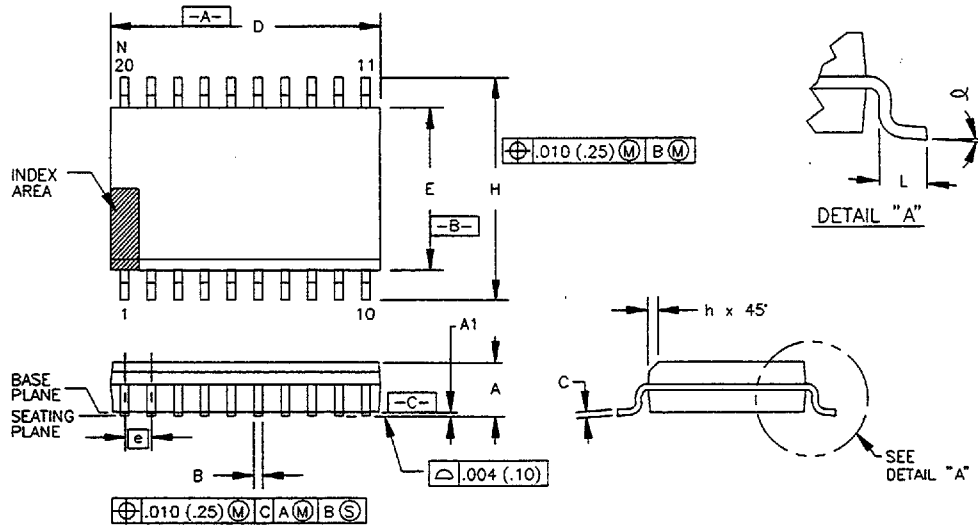 -A-
D
N
20
11
INDEX
AREA
E
H
-B-
⌖ .010 (.25) Ⓜ B Ⓜ
1
10
L
DETAIL "A"
A1
h x 45°
BASE
PLANE
SEATING
PLANE
A
-C-
C
e
B
⌓ .004 (.10)
SEE
DETAIL "A"
⌖ .010 (.25) Ⓜ C A Ⓜ B Ⓢ